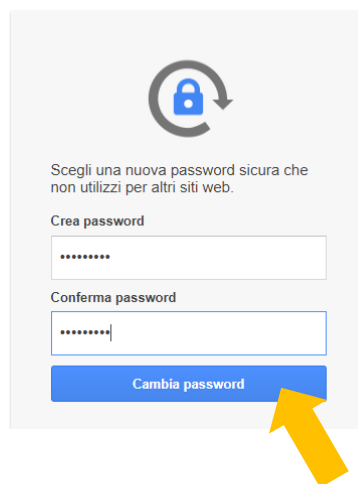 Scegli una nuova password sicura che
non utilizzi per altri siti web.
Crea password
•••••••••
Conferma password
•••••••••
Cambia password